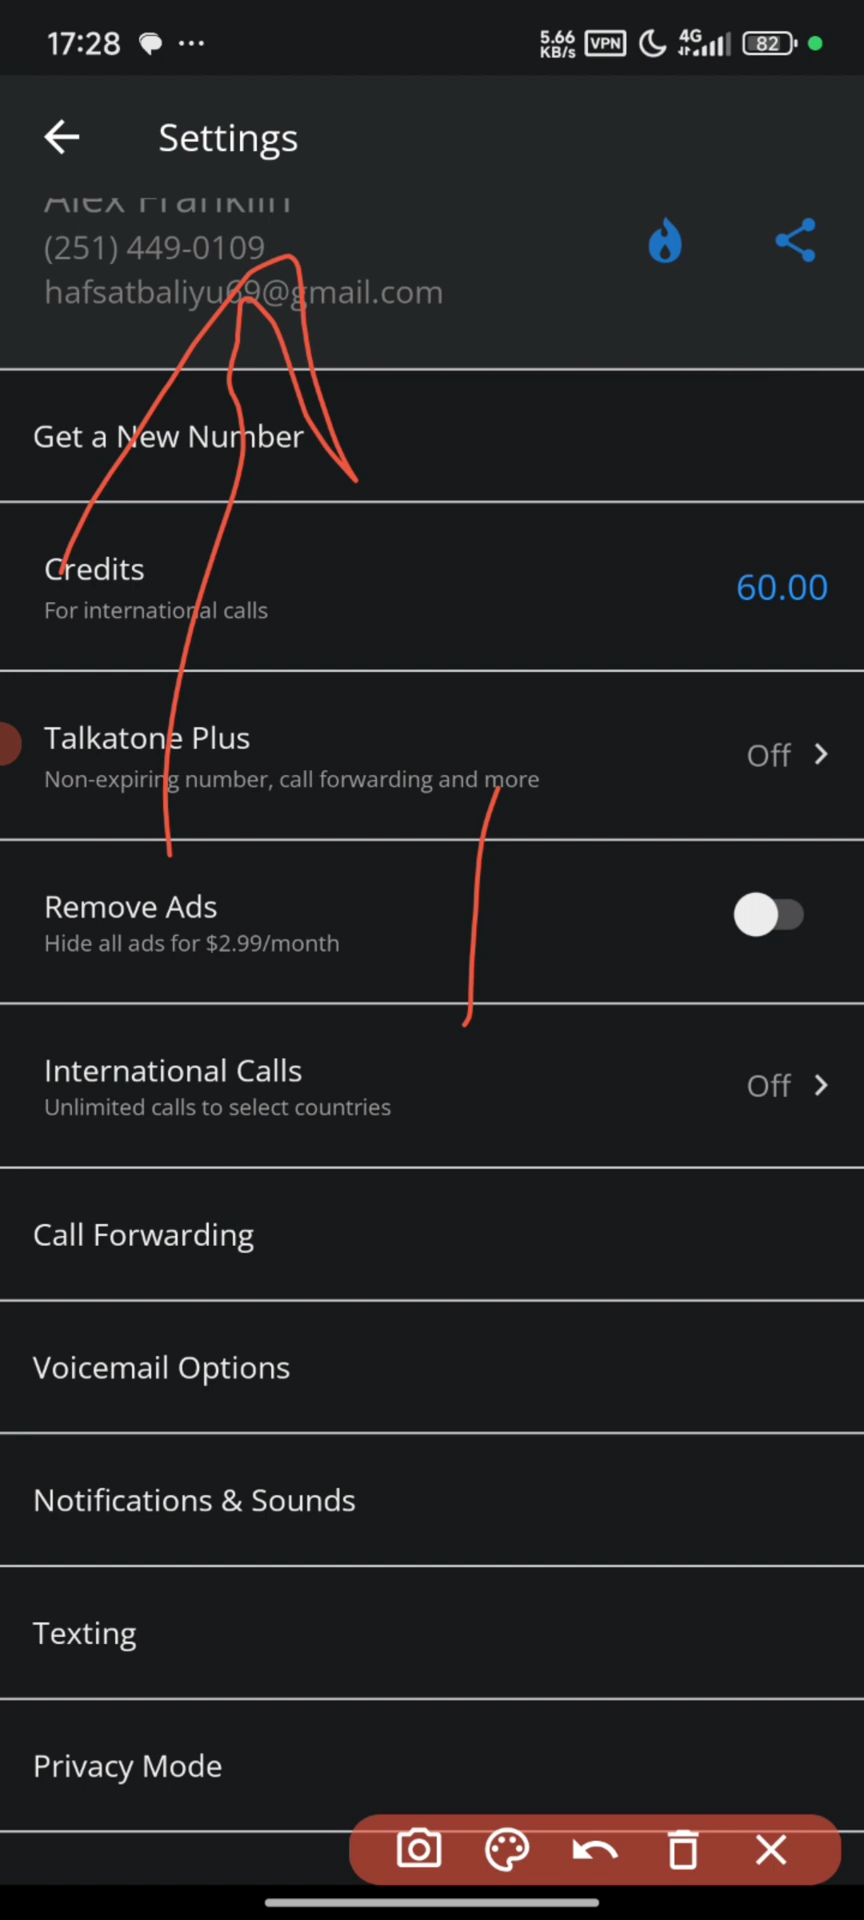 17:28
5.66 KB/s VPN 4G 82
Settings
Alex Franklin
(251) 449-0109
hafsatbaliyu69@gmail.com
Get a New Number
Credits
For international calls
60.00
Talkatone Plus
Non-expiring number, call forwarding and more
Off
Remove Ads
Hide all ads for $2.99/month
International Calls
Unlimited calls to select countries
Off
Call Forwarding
Voicemail Options
Notifications & Sounds
Texting
Privacy Mode